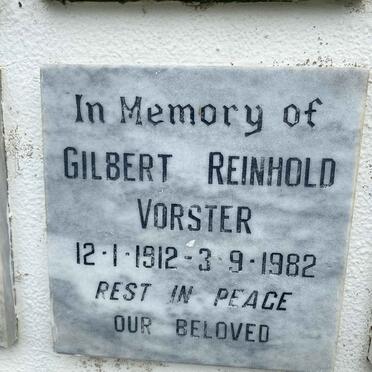 In Memory of
GILBERT REINHOLD
VORSTER
12·1·1912-3·9·1982
REST IN PEACE
OUR BELOVED